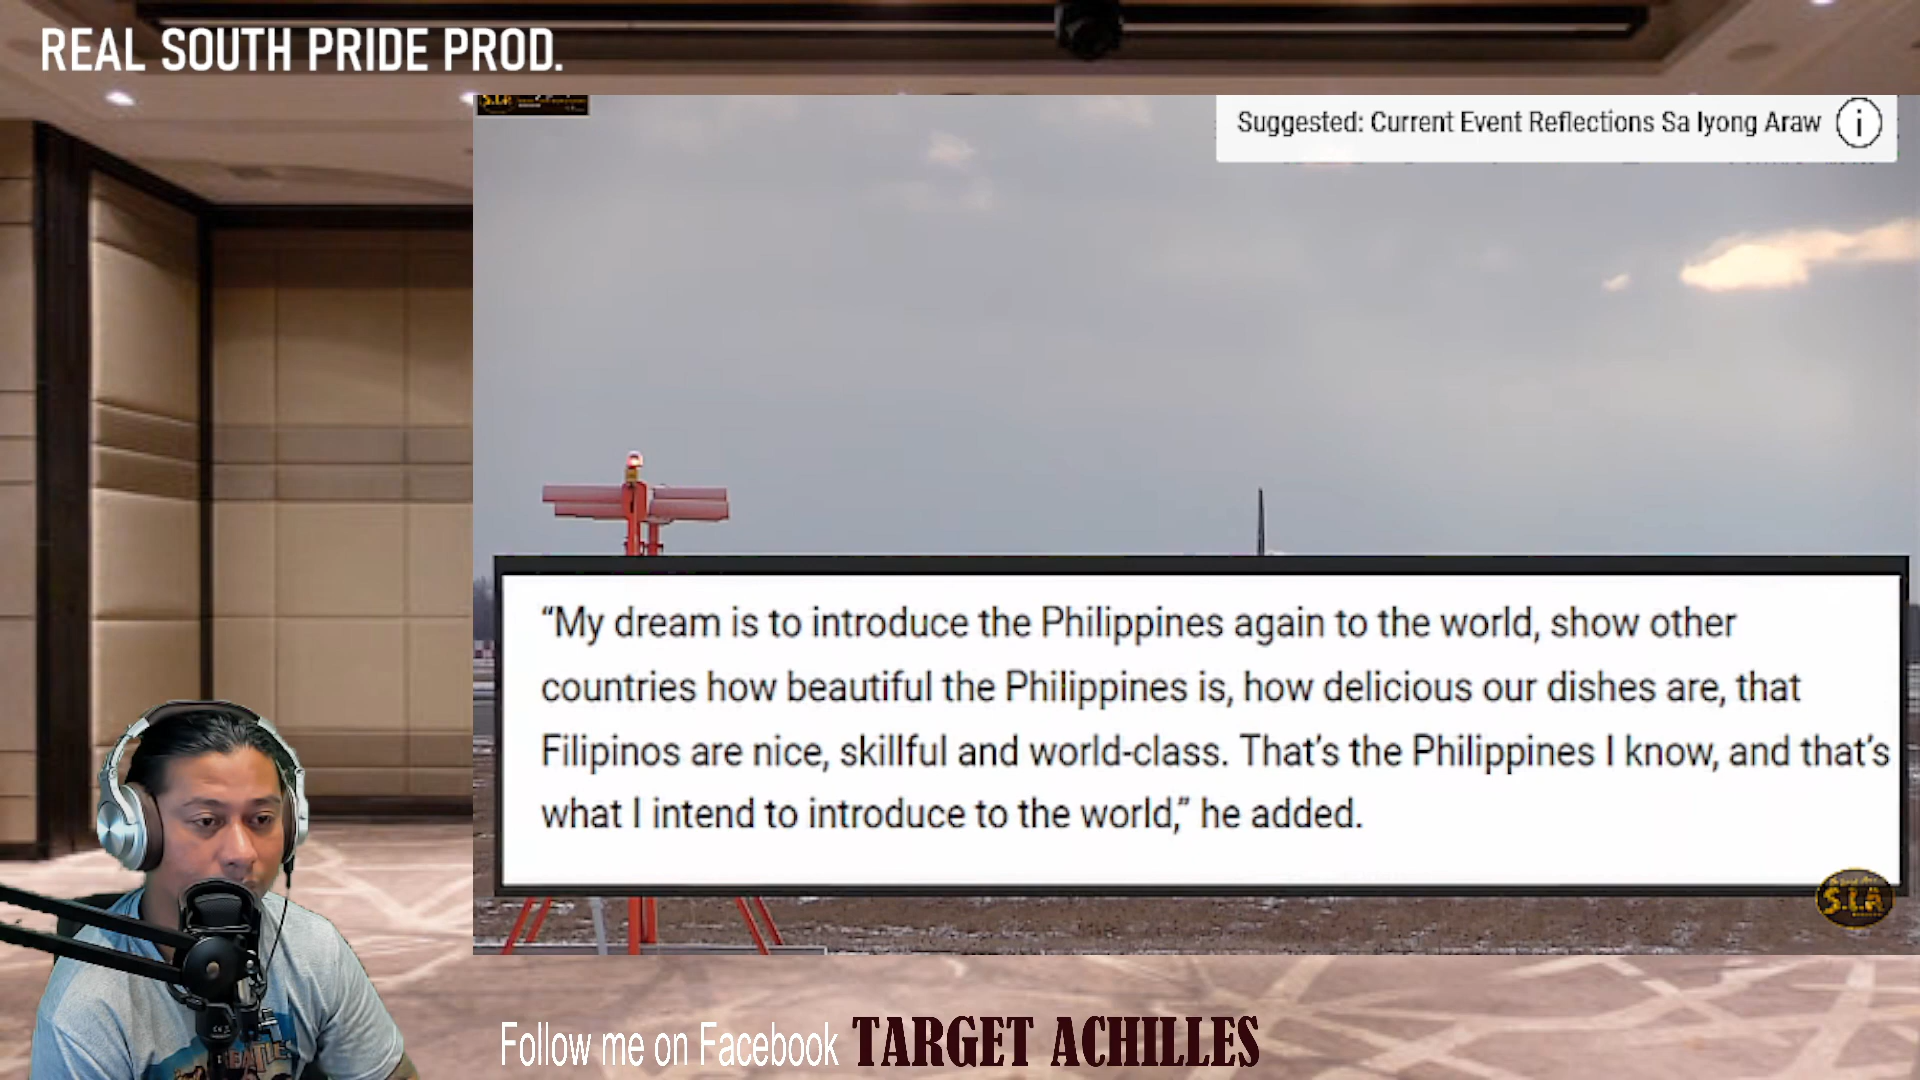 REAL SOUTH PRIDE PROD.
S.I.A
Suggested: Current Event Reflections Sa Iyong Araw
“My dream is to introduce the Philippines again to the world, show other
countries how beautiful the Philippines is, how delicious our dishes are, that
Filipinos are nice, skillful and world-class. That’s the Philippines I know, and that’s
what I intend to introduce to the world,” he added.
S.I.A
BEATLES
Follow me on Facebook TARGET ACHILLES